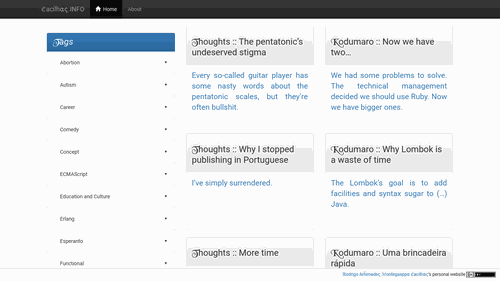 Cacilhας.INFO
Home
About
Tags
Abortion
Autism
Career
Comedy
Concept
ECMAScript
Education and Culture
Erlang
Esperanto
Functional
Thoughts :: The pentatonic's
undeserved stigma
Every so-called guitar player has
some nasty words about the
pentatonic scales, but they're
often bullshit.
Kodumaro :: Now we have
two…
We had some problems to solve.
The technical management
decided we should use Ruby. Now
we have bigger ones.
Thoughts :: Why I stopped
publishing in Portuguese
I've simply surrendered.
Kodumaro :: Why Lombok is
a waste of time
The Lombok's goal is to add
facilities and syntax sugar to (…)
Java.
Thoughts :: More time
Kodumaro :: Uma brincadeira
rápida
Rodrigo Montegasppα Cacilhας's personal website